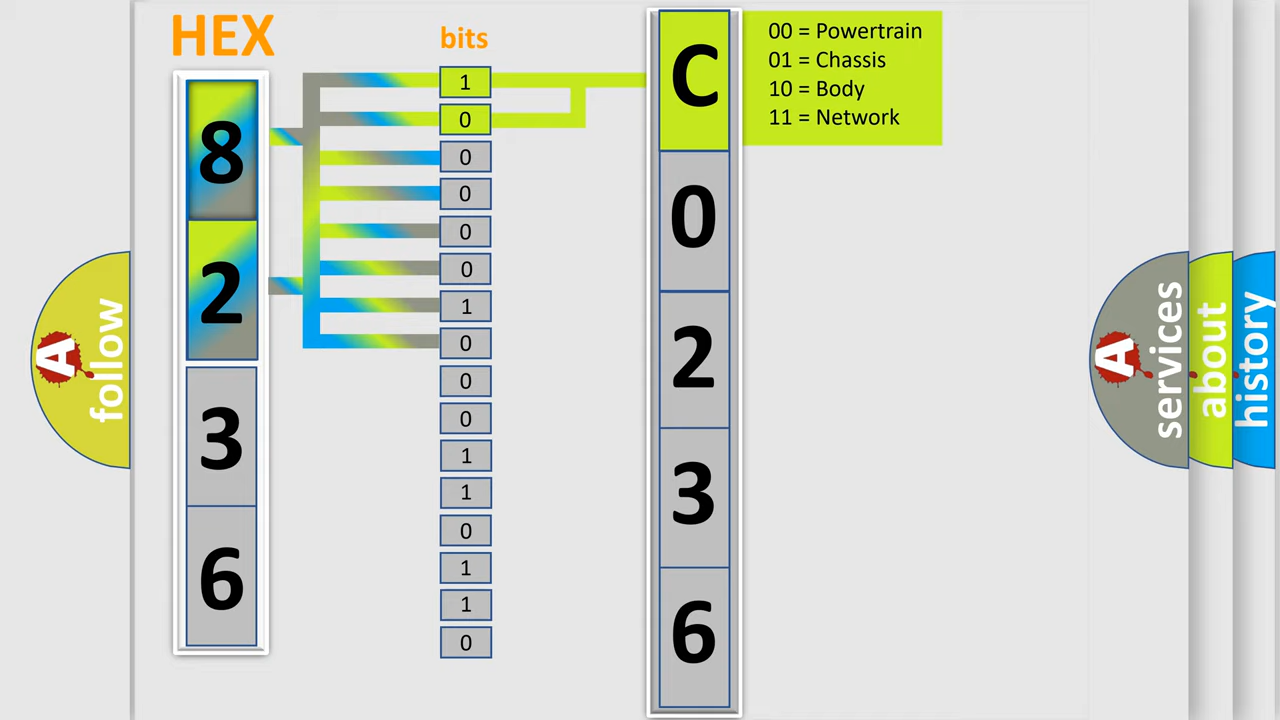 HEX
bits
8
2
3
6
1
0
0
0
0
0
1
0
0
0
1
1
0
1
1
0
C
0
2
3
6
00 = Powertrain
01 = Chassis
10 = Body
11 = Network
A
follow
A
services
about
history